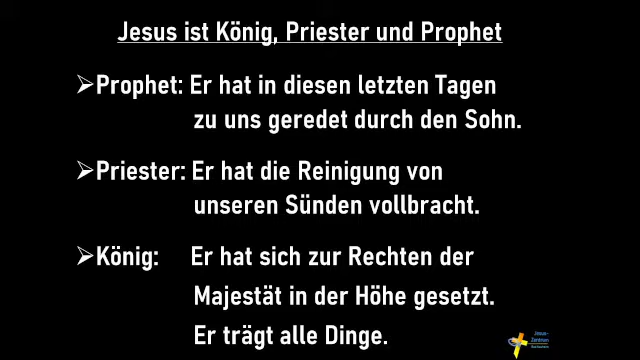 Jesus ist König, Priester und Prophet
➢Prophet: Er hat in diesen letzten Tagen
zu uns geredet durch den Sohn.
➢Priester: Er hat die Reinigung von
unseren Sünden vollbracht.
➢König: Er hat sich zur Rechten der
Majestät in der Höhe gesetzt.
Er trägt alle Dinge.
Jesus-
Zentrum